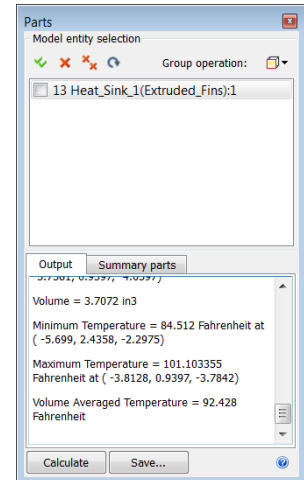 Parts
Model entity selection
Group operation:
13 Heat_Sink_1(Extruded_Fins):1
Output Summary parts
Volume = 3.7072 in3
Minimum Temperature = 84.512 Fahrenheit at
( -5.699, 2.4358, -2.2975)
Maximum Temperature = 101.103355
Fahrenheit at ( -3.8128, 0.9397, -3.7842)
Volume Averaged Temperature = 92.428
Fahrenheit
Calculate Save...